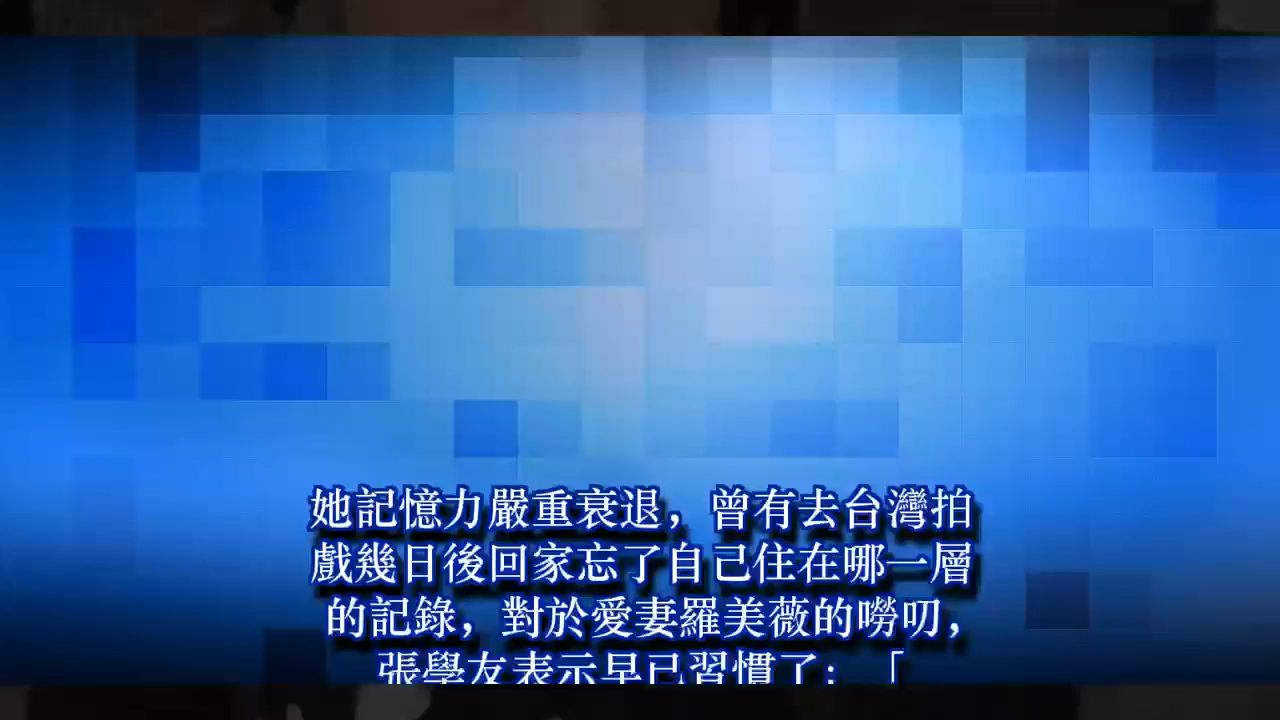 她記憶力嚴重衰退，曾有去台灣拍
戲幾日後回家忘了自己住在哪一層
的記錄，對於愛妻羅美薇的嘮叨，
張學友表示早已習慣了：「